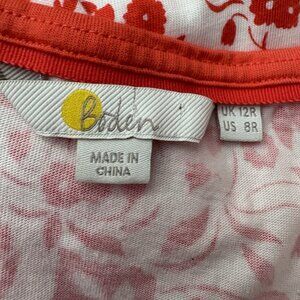 Boden
UK 12R
US 8R
MADE IN
CHINA